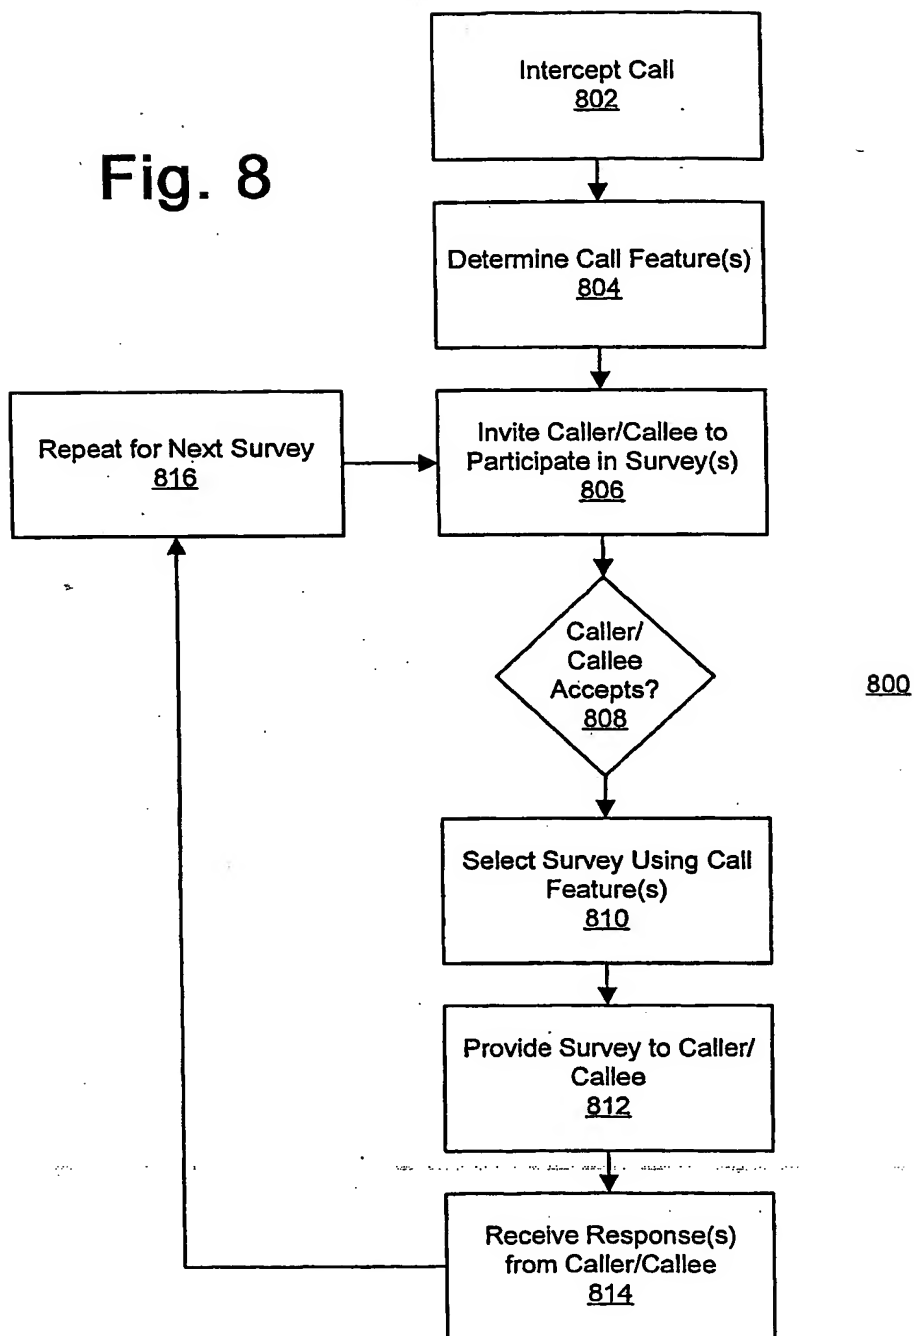 Fig. 8
Intercept Call
802
Determine Call Feature(s)
804
Invite Caller/Callee to
Participate in Survey(s)
806
Repeat for Next Survey
816
Caller/
Callee
Accepts?
808
800
Select Survey Using Call
Feature(s)
810
Provide Survey to Caller/
Callee
812
Receive Response(s)
from Caller/Callee
814